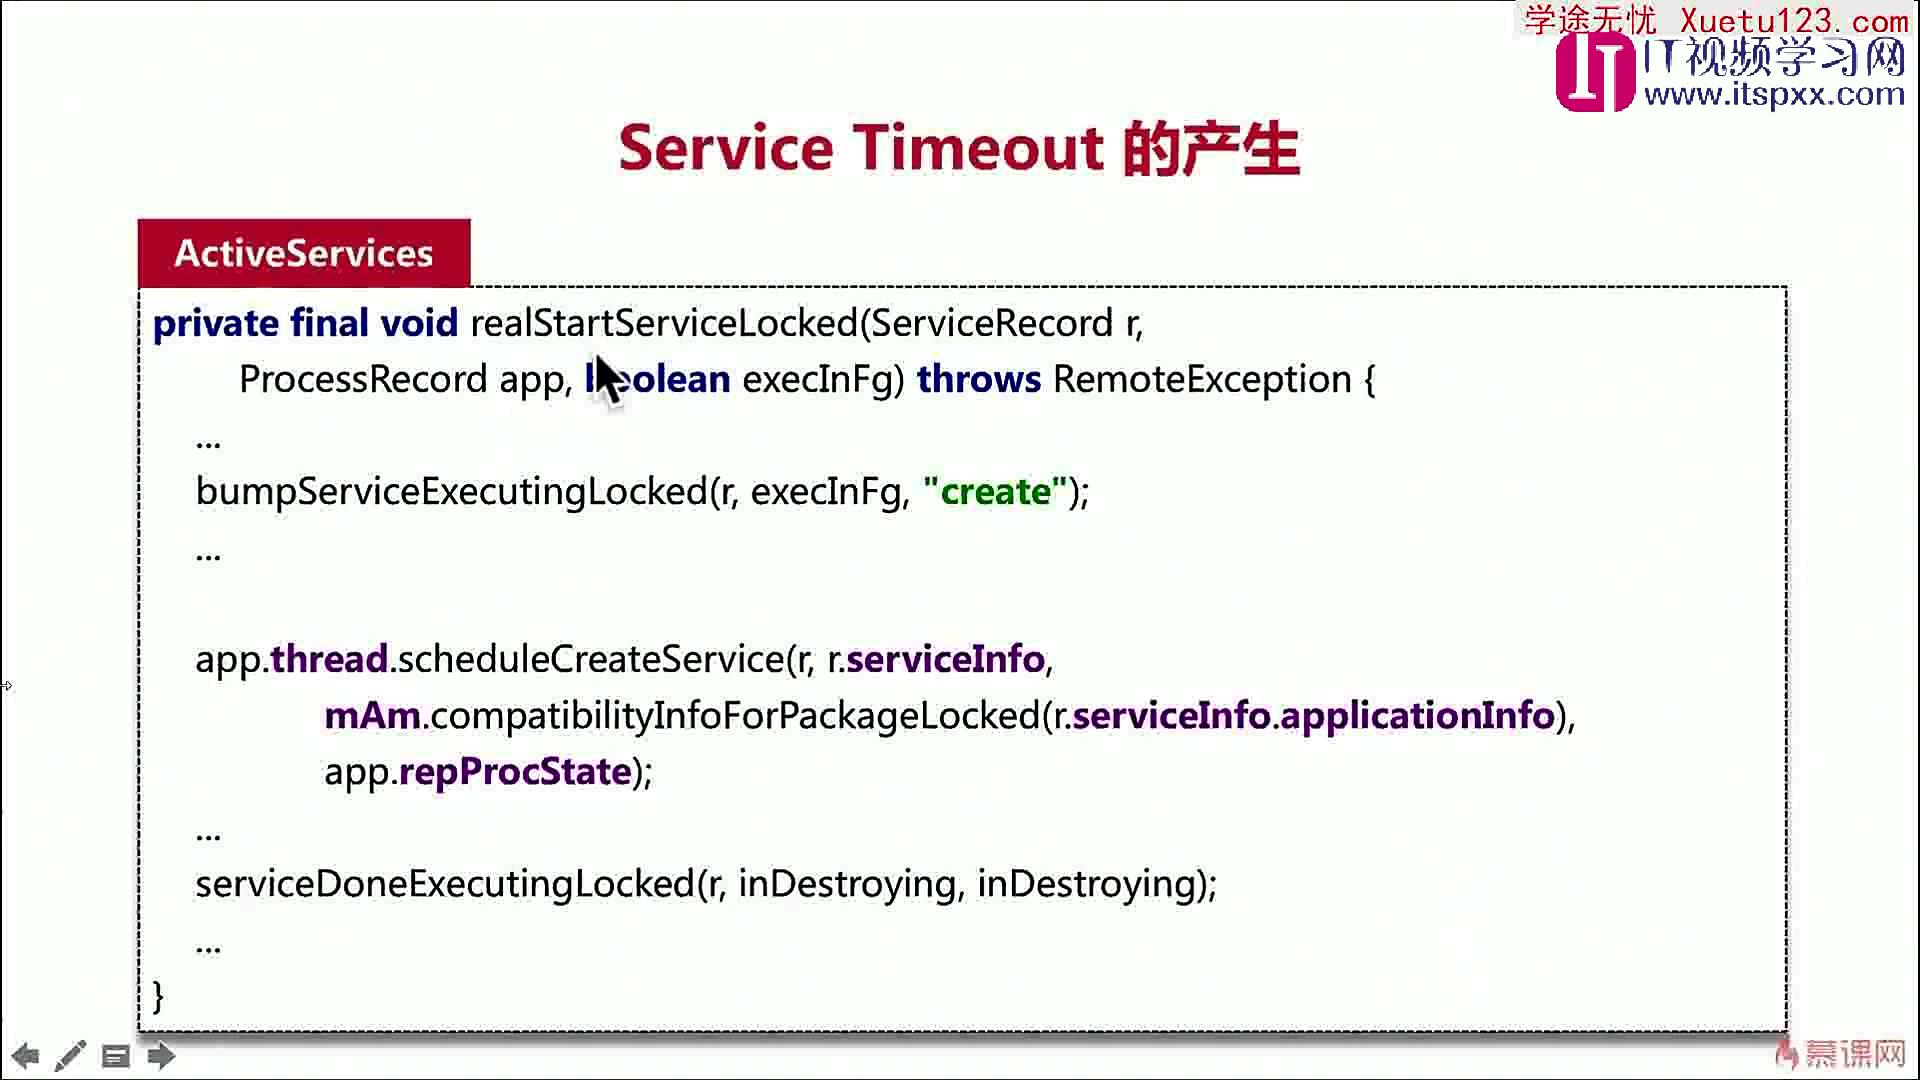 学途无忧 Xuetu123.com
IT视频学习网
www.itspxx.com
Service Timeout 的产生
ActiveServices
private final void realStartServiceLocked(ServiceRecord r,
ProcessRecord app, boolean execInFg) throws RemoteException {
...
bumpServiceExecutingLocked(r, execInFg, "create");
...
app.thread.scheduleCreateService(r, r.serviceInfo,
mAm.compatibilityInfoForPackageLocked(r.serviceInfo.applicationInfo),
app.repProcState);
...
serviceDoneExecutingLocked(r, inDestroying, inDestroying);
...
}
慕课网